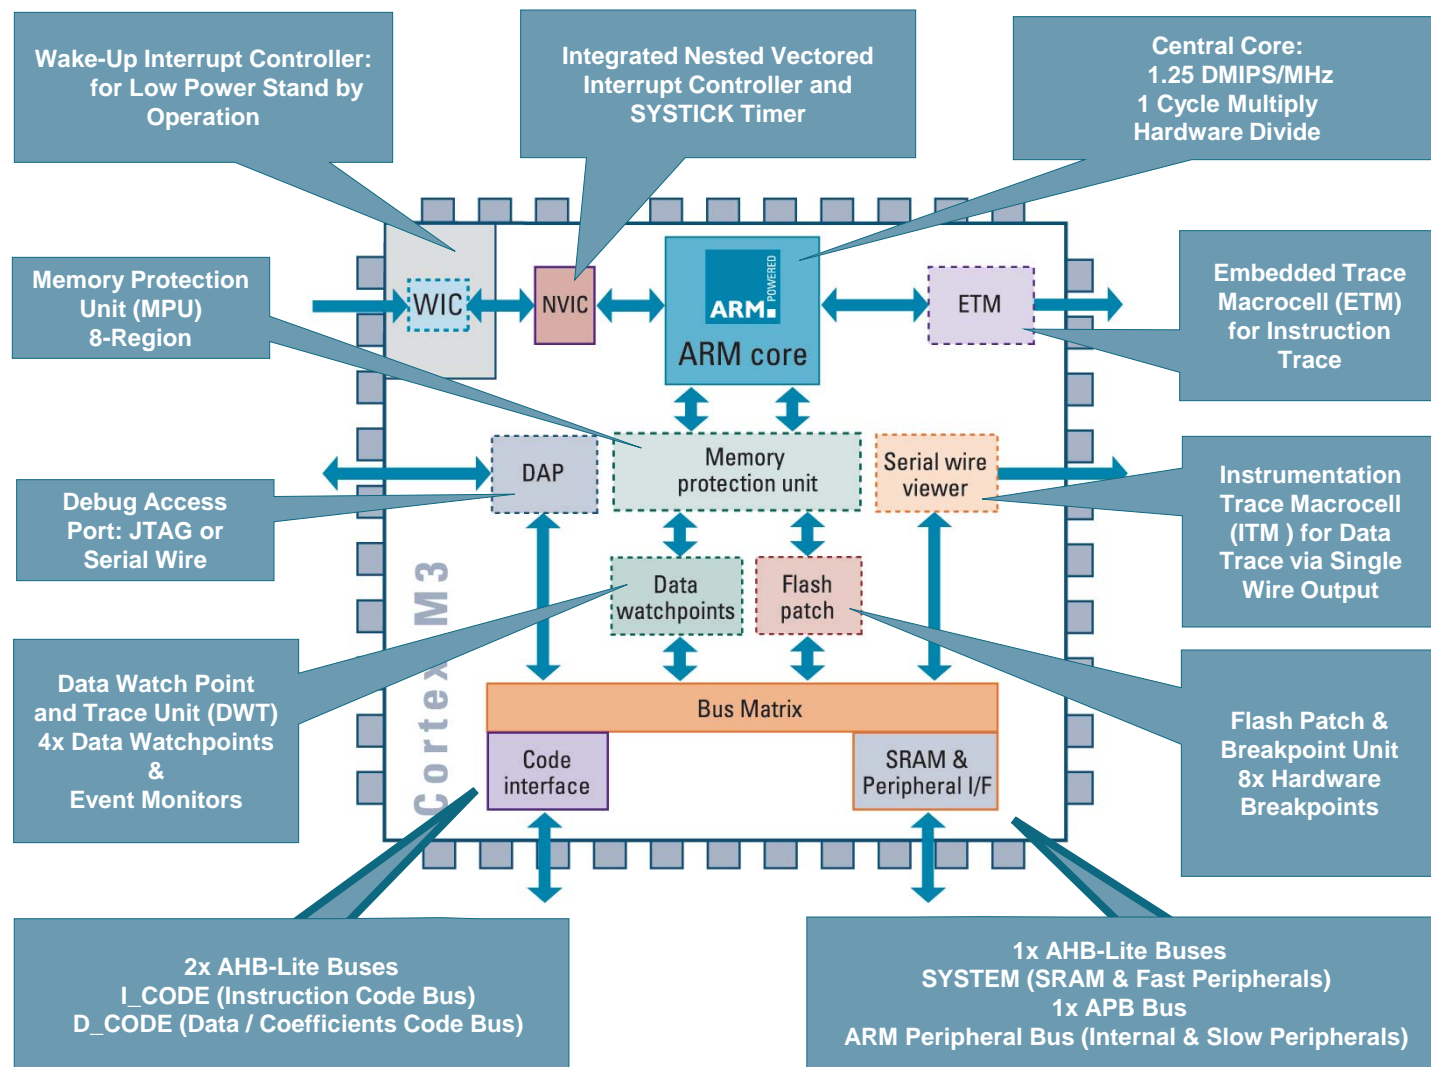 Wake-Up Interrupt Controller:
for Low Power Stand by
Operation
Integrated Nested Vectored
Interrupt Controller and
SYSTICK Timer
Central Core:
1.25 DMIPS/MHz
1 Cycle Multiply
Hardware Divide
Memory Protection
Unit (MPU)
8-Region
WIC
NVIC
ARM
POWERED
ARM core
ETM
Embedded Trace
Macrocell (ETM)
for Instruction
Trace
Debug Access
Port: JTAG or
Serial Wire
DAP
Memory
protection unit
Serial wire
viewer
Instrumentation
Trace Macrocell
(ITM ) for Data
Trace via Single
Wire Output
Cortex M3
Data
watchpoints
Flash
patch
Data Watch Point
and Trace Unit (DWT)
4x Data Watchpoints
&
Event Monitors
Bus Matrix
Code
interface
SRAM &
Peripheral I/F
Flash Patch &
Breakpoint Unit
8x Hardware
Breakpoints
2x AHB-Lite Buses
I_CODE (Instruction Code Bus)
D_CODE (Data / Coefficients Code Bus)
1x AHB-Lite Buses
SYSTEM (SRAM & Fast Peripherals)
1x APB Bus
ARM Peripheral Bus (Internal & Slow Peripherals)